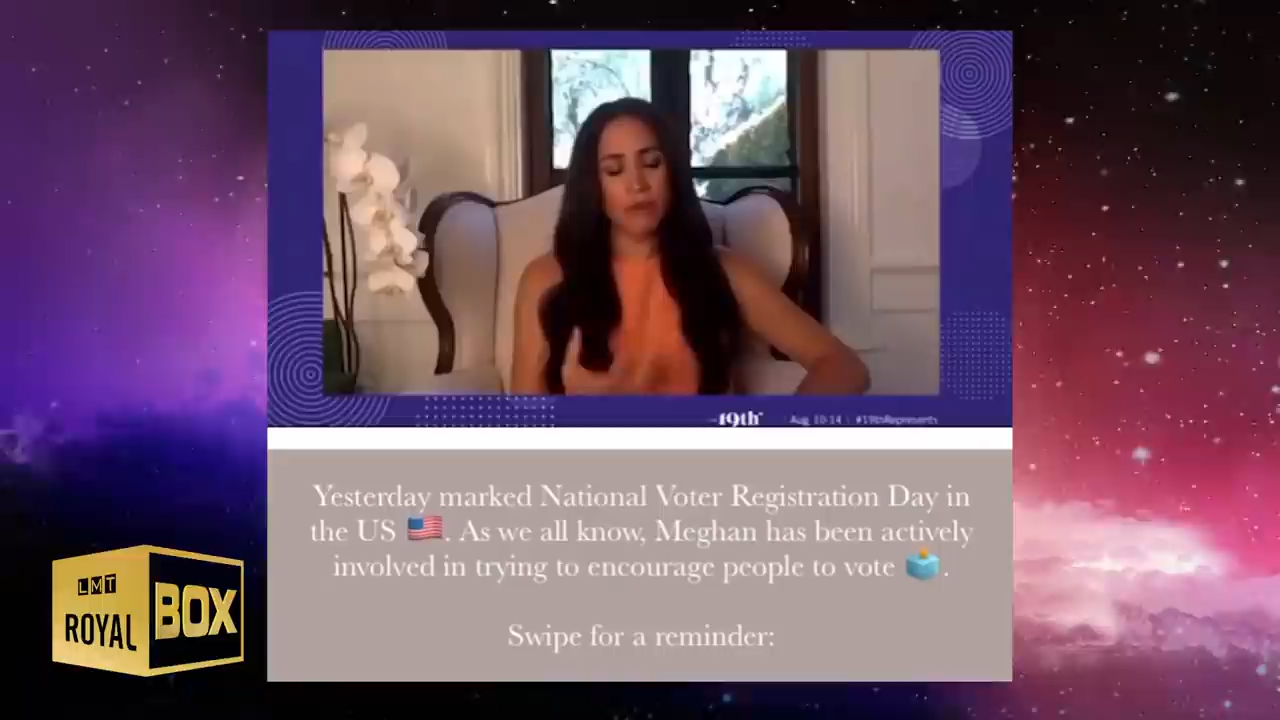 the 19th*
Aug 10-14 | #19thRepresents
Yesterday marked National Voter Registration Day in
the US 🇺🇸. As we all know, Meghan has been actively
involved in trying to encourage people to vote 🗳️.
Swipe for a reminder:
LMT
ROYAL
BOX